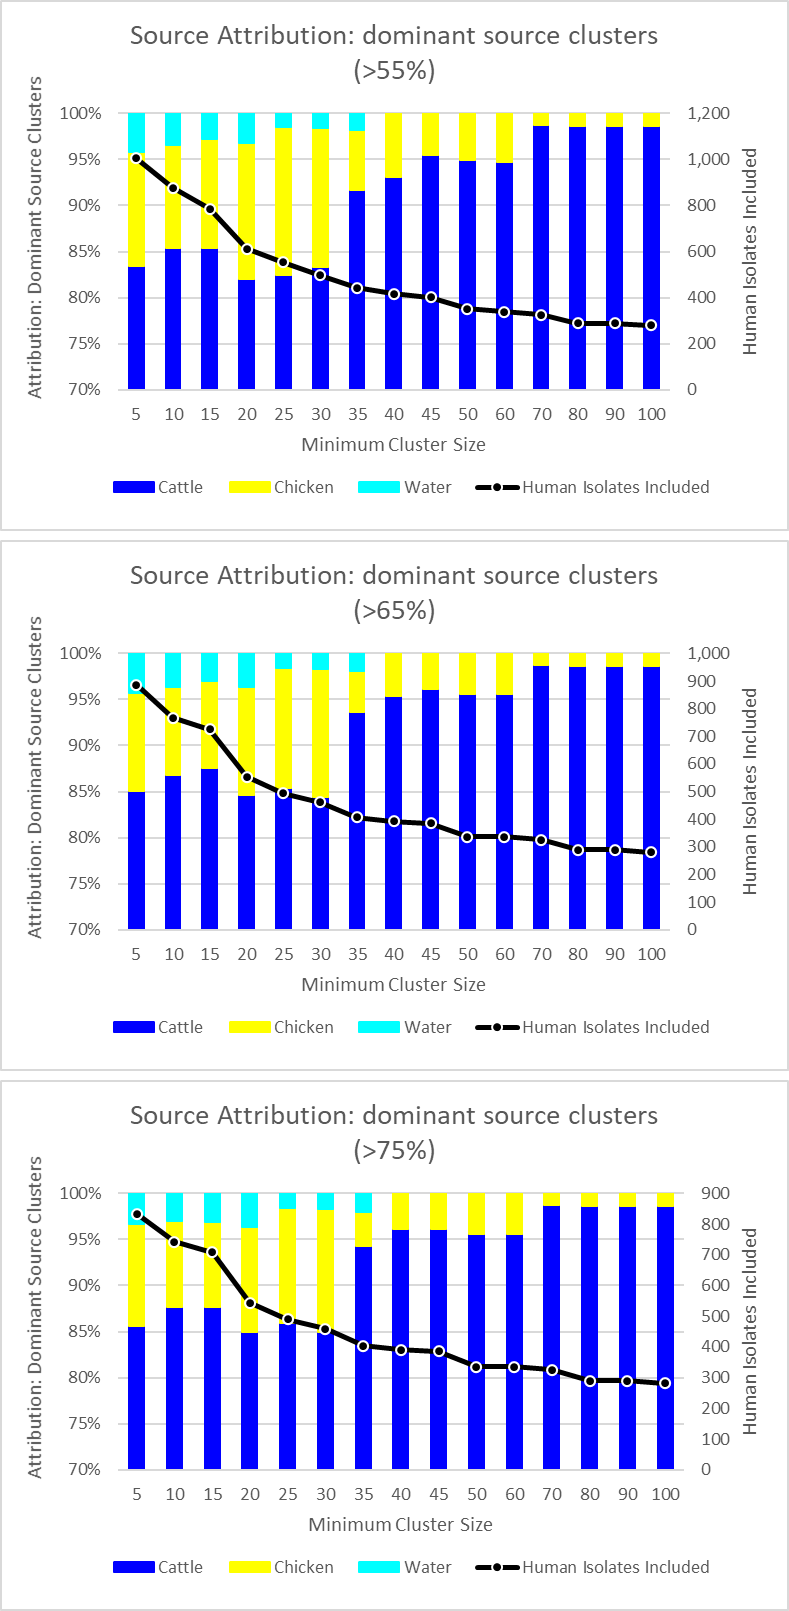 Source Attribution: dominant source clusters
(>55%)
Attribution: Dominant Source Clusters
100%
95%
90%
85%
80%
75%
70%
1,200
1,000
800
600
400
200
0
Human Isolates Included
5 10 15 20 25 30 35 40 45 50 60 70 80 90 100
Minimum Cluster Size
Cattle Chicken Water Human Isolates Included
Source Attribution: dominant source clusters
(>65%)
Attribution: Dominant Source Clusters
100%
95%
90%
85%
80%
75%
70%
1,000
900
800
700
600
500
400
300
200
100
0
Human Isolates Included
5 10 15 20 25 30 35 40 45 50 60 70 80 90 100
Minimum Cluster Size
Cattle Chicken Water Human Isolates Included
Source Attribution: dominant source clusters
(>75%)
Attribution: Dominant Source Clusters
100%
95%
90%
85%
80%
75%
70%
900
800
700
600
500
400
300
200
100
0
Human Isolates Included
5 10 15 20 25 30 35 40 45 50 60 70 80 90 100
Minimum Cluster Size
Cattle Chicken Water Human Isolates Included